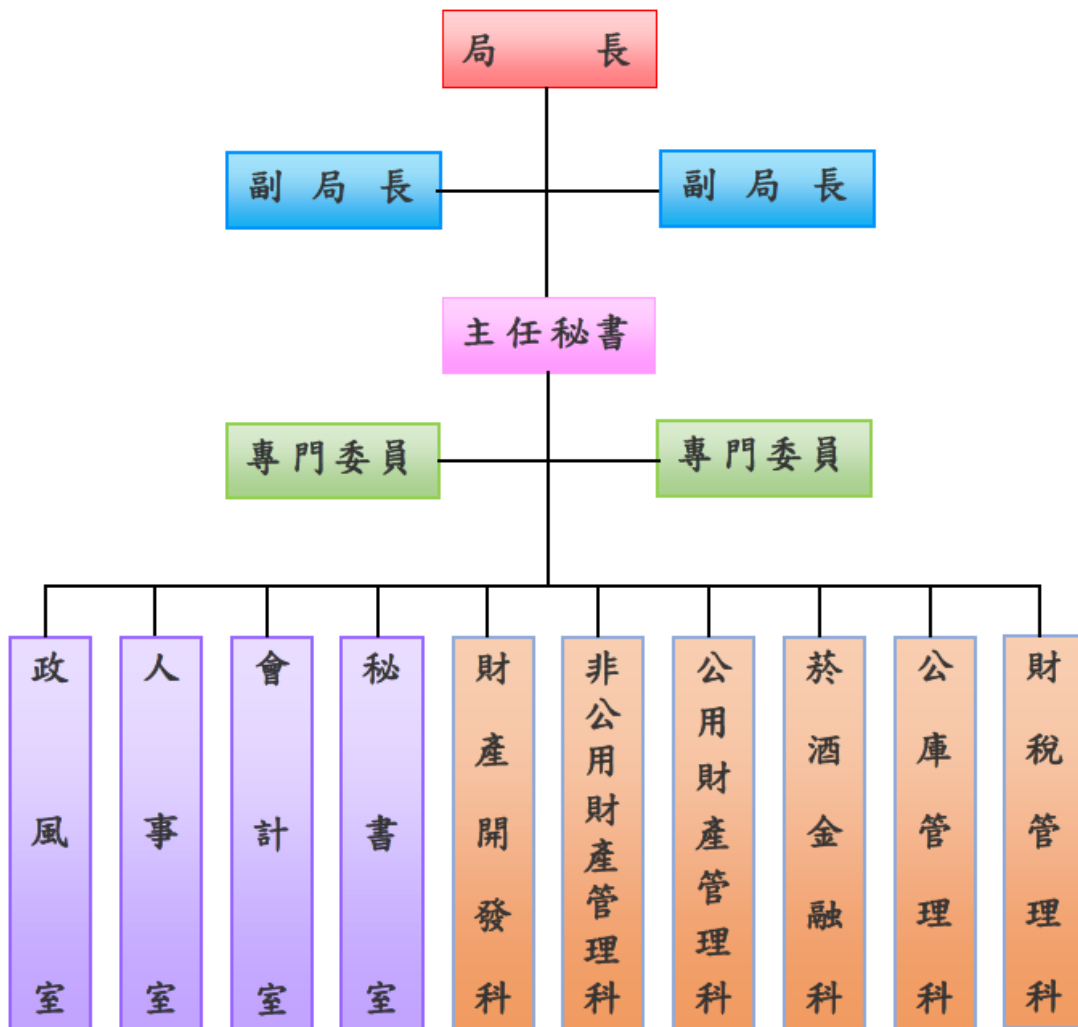 局長
副局長
副局長
主任秘書
專門委員
專門委員
政風室
人事室
會計室
秘書室
財產開發科
非公用財產管理科
公用財產管理科
菸酒金融科
公庫管理科
財稅管理科